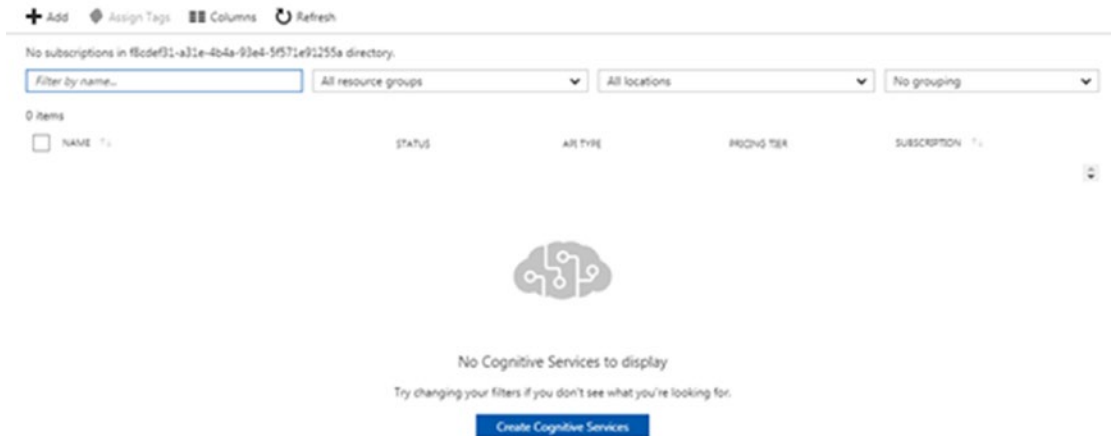 Add Assign Tags Columns Refresh
No subscriptions in f8cdef31-a31e-4b4a-93e4-5f571e91255a directory.
Filter by name... All resource groups All locations No grouping
0 items
NAME STATUS API TYPE PRICING TIER SUBSCRIPTION
No Cognitive Services to display
Try changing your filters if you don't see what you're looking for.
Create Cognitive Services